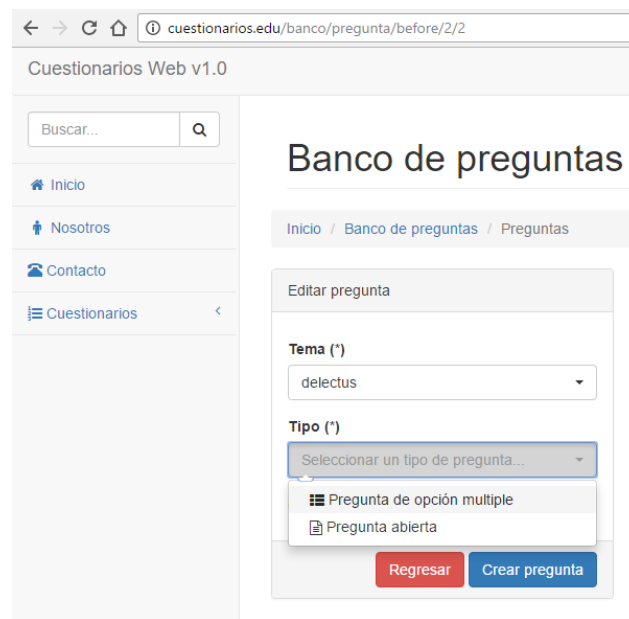 cuestionarios.edu/banco/pregunta/before/2/2
Cuestionarios Web v1.0
Buscar...
Inicio
Nosotros
Contacto
Cuestionarios
Banco de preguntas
Inicio / Banco de preguntas / Preguntas
Editar pregunta
Tema (*)
delectus
Tipo (*)
Seleccionar un tipo de pregunta...
Pregunta de opción multiple
Pregunta abierta
Regresar Crear pregunta